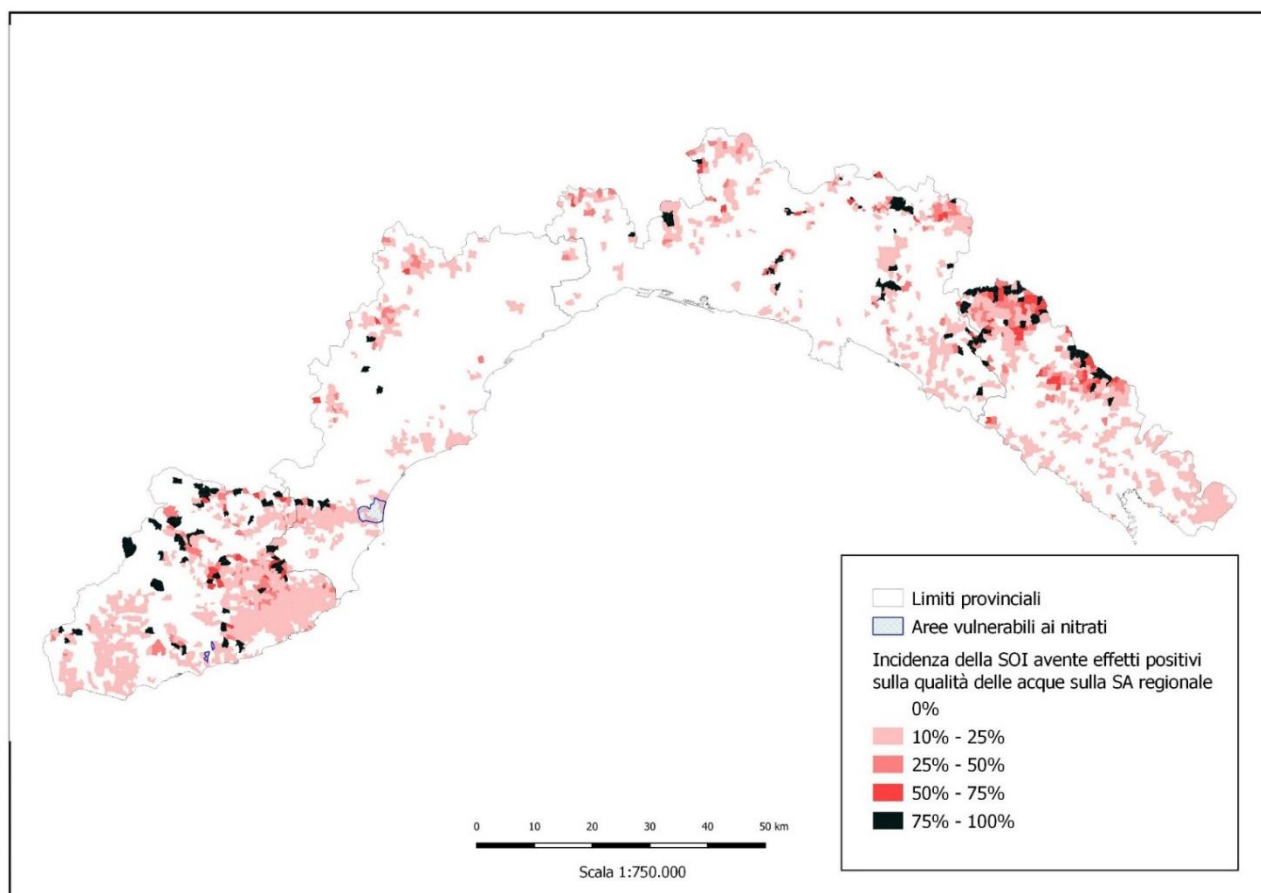 Limiti provinciali
Aree vulnerabili ai nitrati
Incidenza della SOI avente effetti positivi
sulla qualità delle acque sulla SA regionale
0%
10% - 25%
25% - 50%
50% - 75%
75% - 100%
0 10 20 30 40 50 km
Scala 1:750.000